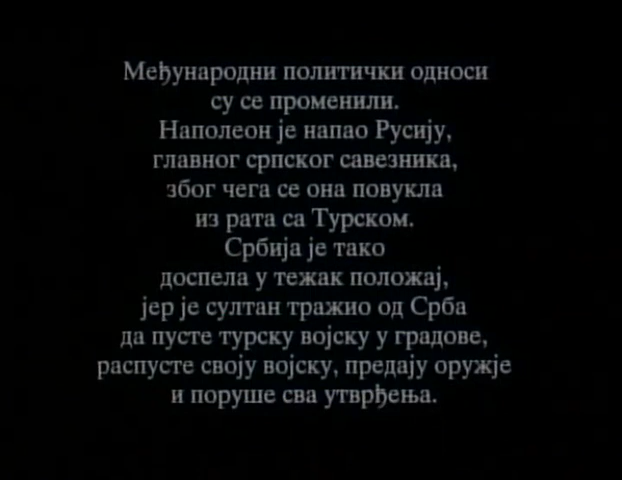 Међународни политички односи
су се променили.
Наполеон је напао Русију,
главног српског савезника,
због чега се она повукла
из рата са Турском.
Србија је тако
доспела у тежак положај,
јер је султан тражио од Срба
да пусте турску војску у градове,
распусте своју војску, предају оружје
и поруше сва утврђења.